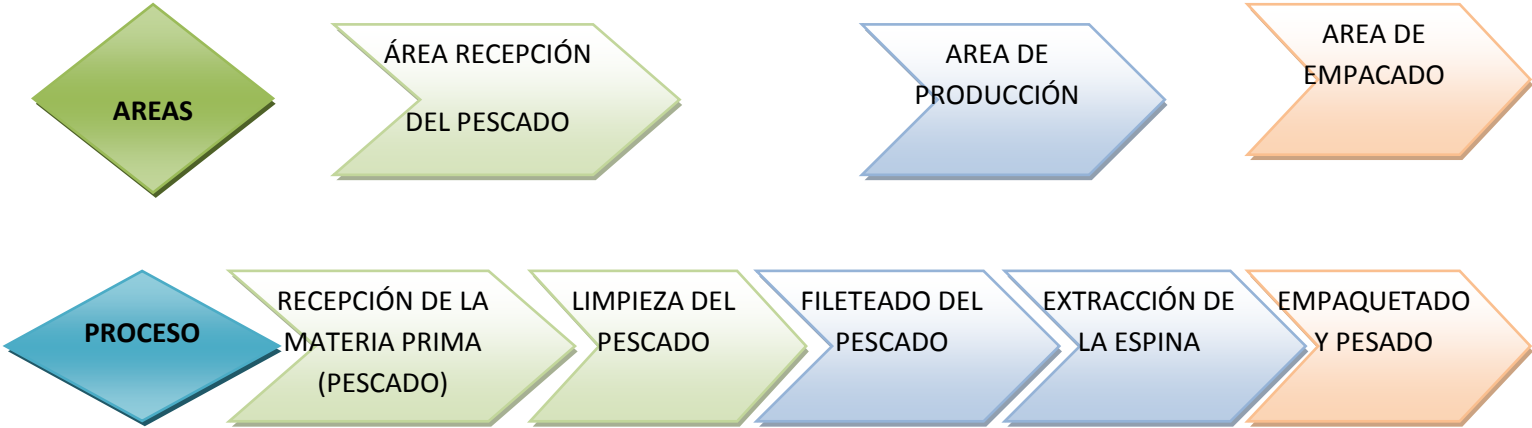 AREAS
ÁREA RECEPCIÓN
DEL PESCADO
AREA DE
PRODUCCIÓN
AREA DE
EMPACADO
PROCESO
RECEPCIÓN DE LA
MATERIA PRIMA
(PESCADO)
LIMPIEZA DEL
PESCADO
FILETEADO DEL
PESCADO
EXTRACCIÓN DE
LA ESPINA
EMPAQUETADO
Y PESADO